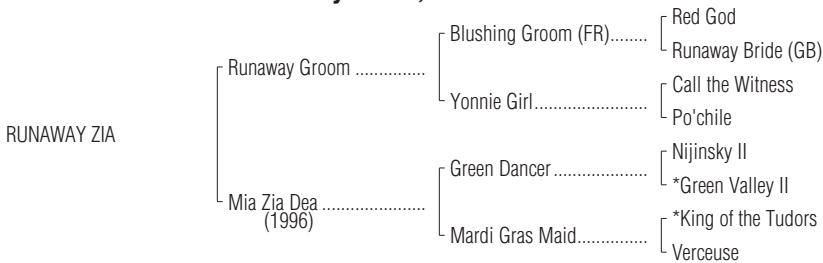 Red God
Blushing Groom (FR)........
Runaway Bride (GB)
Runaway Groom ...............
Call the Witness
Yonnie Girl........................
Po'chile
RUNAWAY ZIA
Nijinsky II
Green Dancer ....................
*Green Valley II
Mia Zia Dea ......................
(1996)
*King of the Tudors
Mardi Gras Maid...............
Verceuse